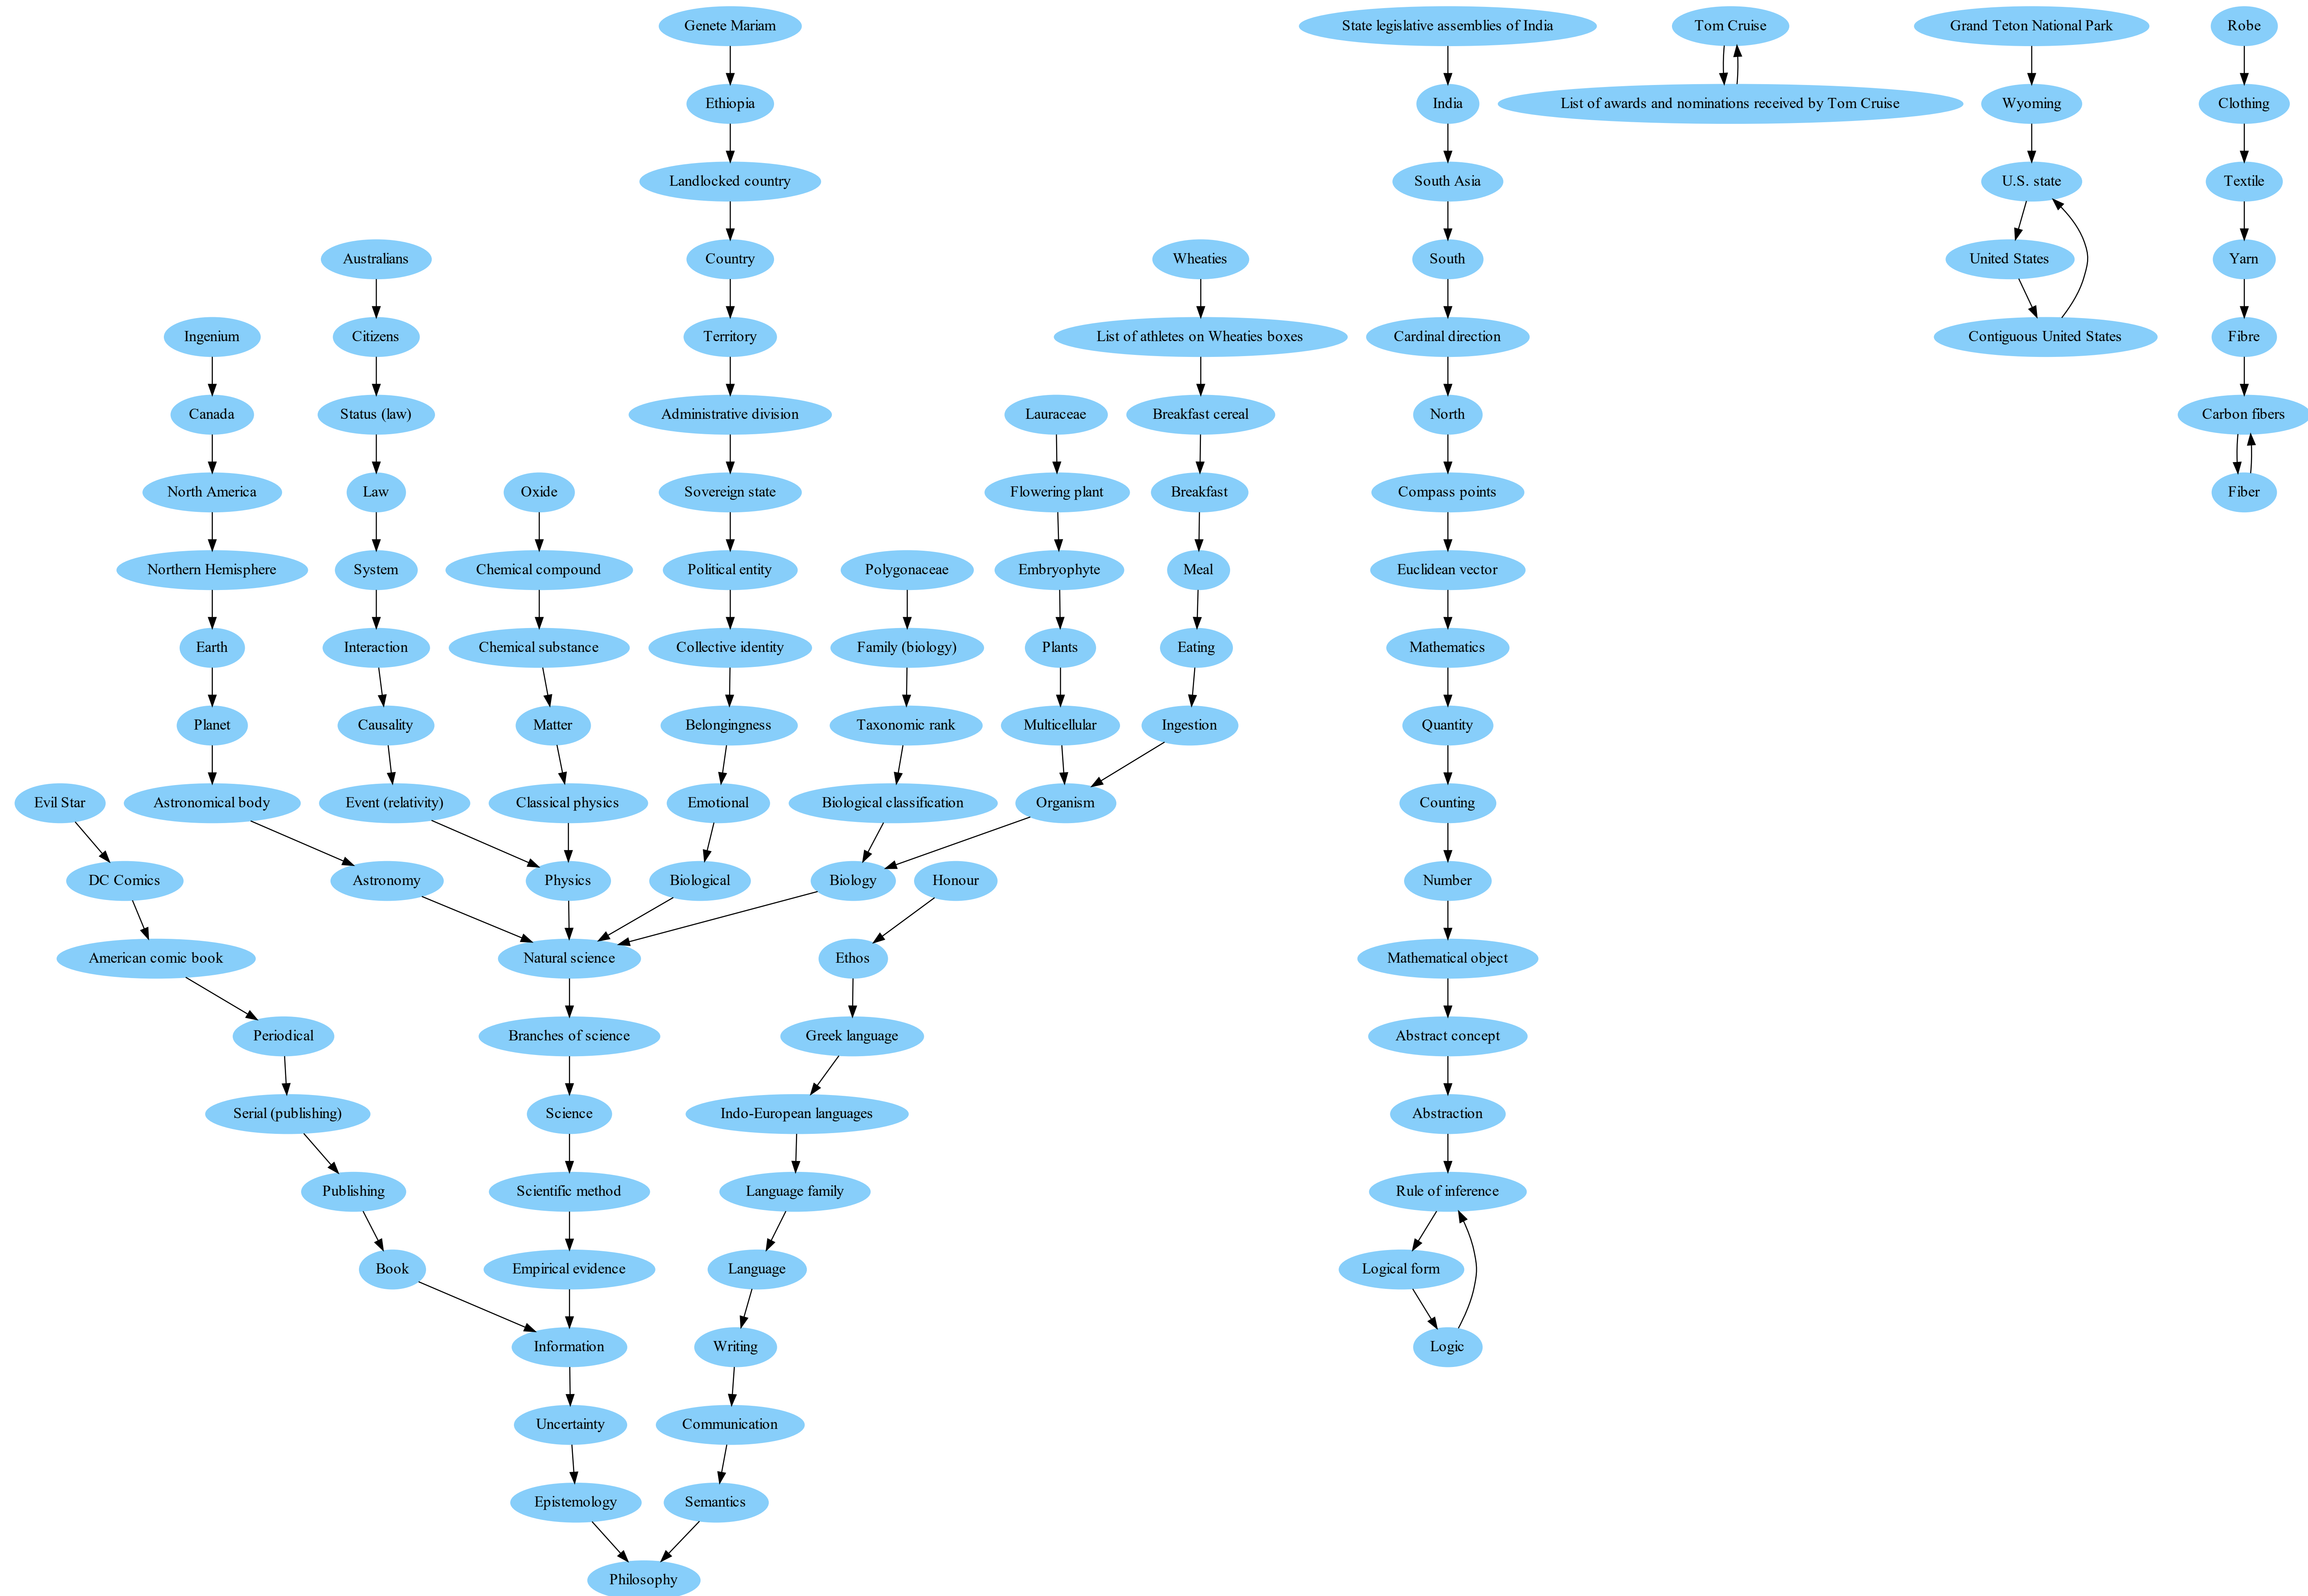 Genete Mariam
State legislative assemblies of India
Tom Cruise
Grand Teton National Park
Robe
Ethiopia
India
List of awards and nominations received by Tom Cruise
Wyoming
Clothing
Landlocked country
South Asia
U.S. state
Textile
Australians
Country
Wheaties
South
United States
Yarn
Ingenium
Citizens
Territory
List of athletes on Wheaties boxes
Cardinal direction
Contiguous United States
Fibre
Canada
Status (law)
Administrative division
Lauraceae
Breakfast cereal
North
Carbon fibers
North America
Law
Oxide
Sovereign state
Flowering plant
Breakfast
Compass points
Fiber
Northern Hemisphere
System
Chemical compound
Political entity
Polygonaceae
Embryophyte
Meal
Euclidean vector
Earth
Interaction
Chemical substance
Collective identity
Family (biology)
Plants
Eating
Mathematics
Planet
Causality
Matter
Belongingness
Taxonomic rank
Multicellular
Ingestion
Quantity
Evil Star
Astronomical body
Event (relativity)
Classical physics
Emotional
Biological classification
Organism
Counting
DC Comics
Astronomy
Physics
Biological
Biology
Honour
Number
American comic book
Natural science
Ethos
Mathematical object
Periodical
Branches of science
Greek language
Abstract concept
Serial (publishing)
Science
Indo-European languages
Abstraction
Publishing
Scientific method
Language family
Rule of inference
Book
Empirical evidence
Language
Logical form
Information
Writing
Logic
Uncertainty
Communication
Epistemology
Semantics
Philosophy